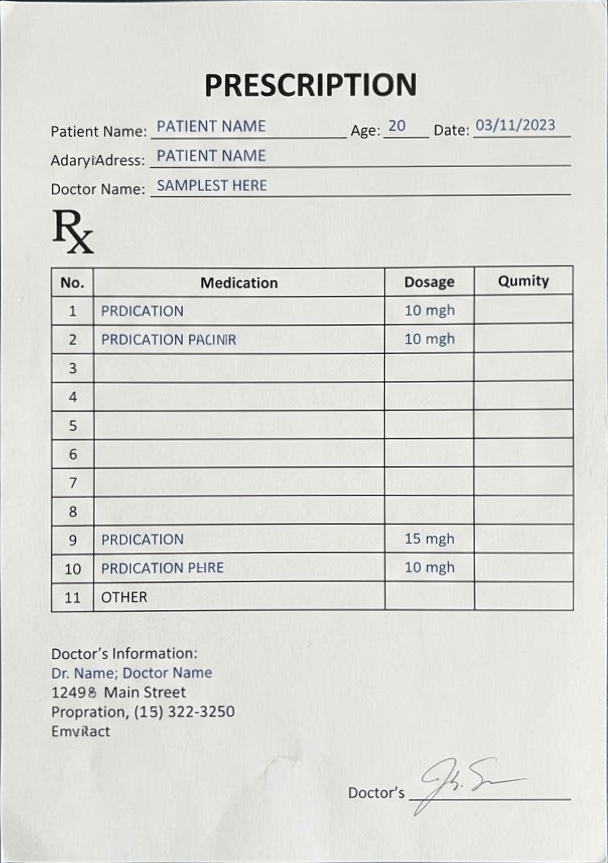 PRESCRIPTION
Patient Name: PATIENT NAME Age: 20 Date: 03/11/2023
AdaryiAdress: PATIENT NAME
Doctor Name: SAMPLEST HERE
Rx
No. Medication Dosage Qumity
1 PRDICATION 10 mgh
2 PRDICATION PACINIR 10 mgh
3
4
5
6
7
8
9 PRDICATION 15 mgh
10 PRDICATION PLIRE 10 mgh
11 OTHER
Doctor's Information:
Dr. Name; Doctor Name
12498 Main Street
Propration, (15) 322-3250
Emvilact
Doctor's